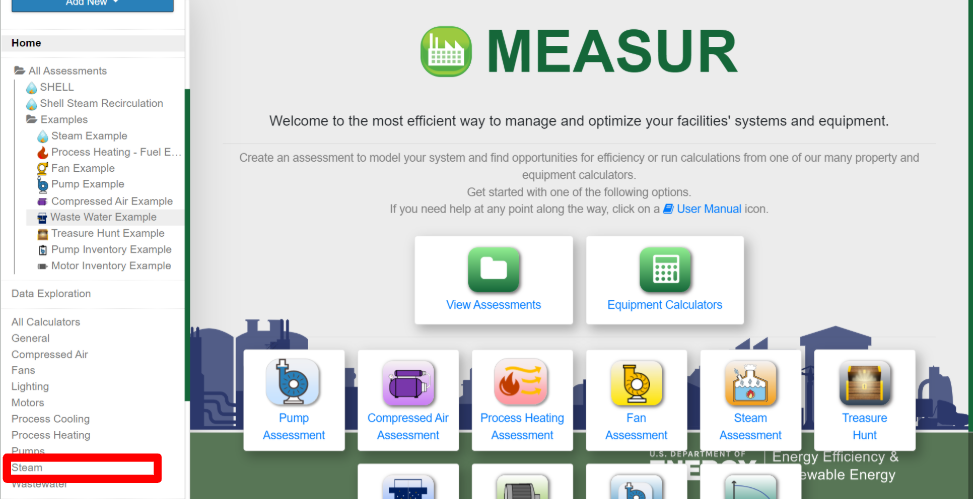 Add New
Home
All Assessments
SHELL
Shell Steam Recirculation
Examples
Steam Example
Process Heating - Fuel E...
Fan Example
Pump Example
Compressed Air Example
Waste Water Example
Treasure Hunt Example
Pump Inventory Example
Motor Inventory Example
Data Exploration
All Calculators
General
Compressed Air
Fans
Lighting
Motors
Process Cooling
Process Heating
Pumps
Steam
Wastewater
MEASUR
Welcome to the most efficient way to manage and optimize your facilities' systems and equipment.
Create an assessment to model your system and find opportunities for efficiency or run calculations from one of our many property and
equipment calculators.
Get started with one of the following options.
If you need help at any point along the way, click on a User Manual icon.
View Assessments
Equipment Calculators
Pump
Assessment
Compressed Air
Assessment
Process Heating
Assessment
Fan
Assessment
Steam
Assessment
Treasure
Hunt
U.S. DEPARTMENT OF
ENERGY
Energy Efficiency &
Renewable Energy